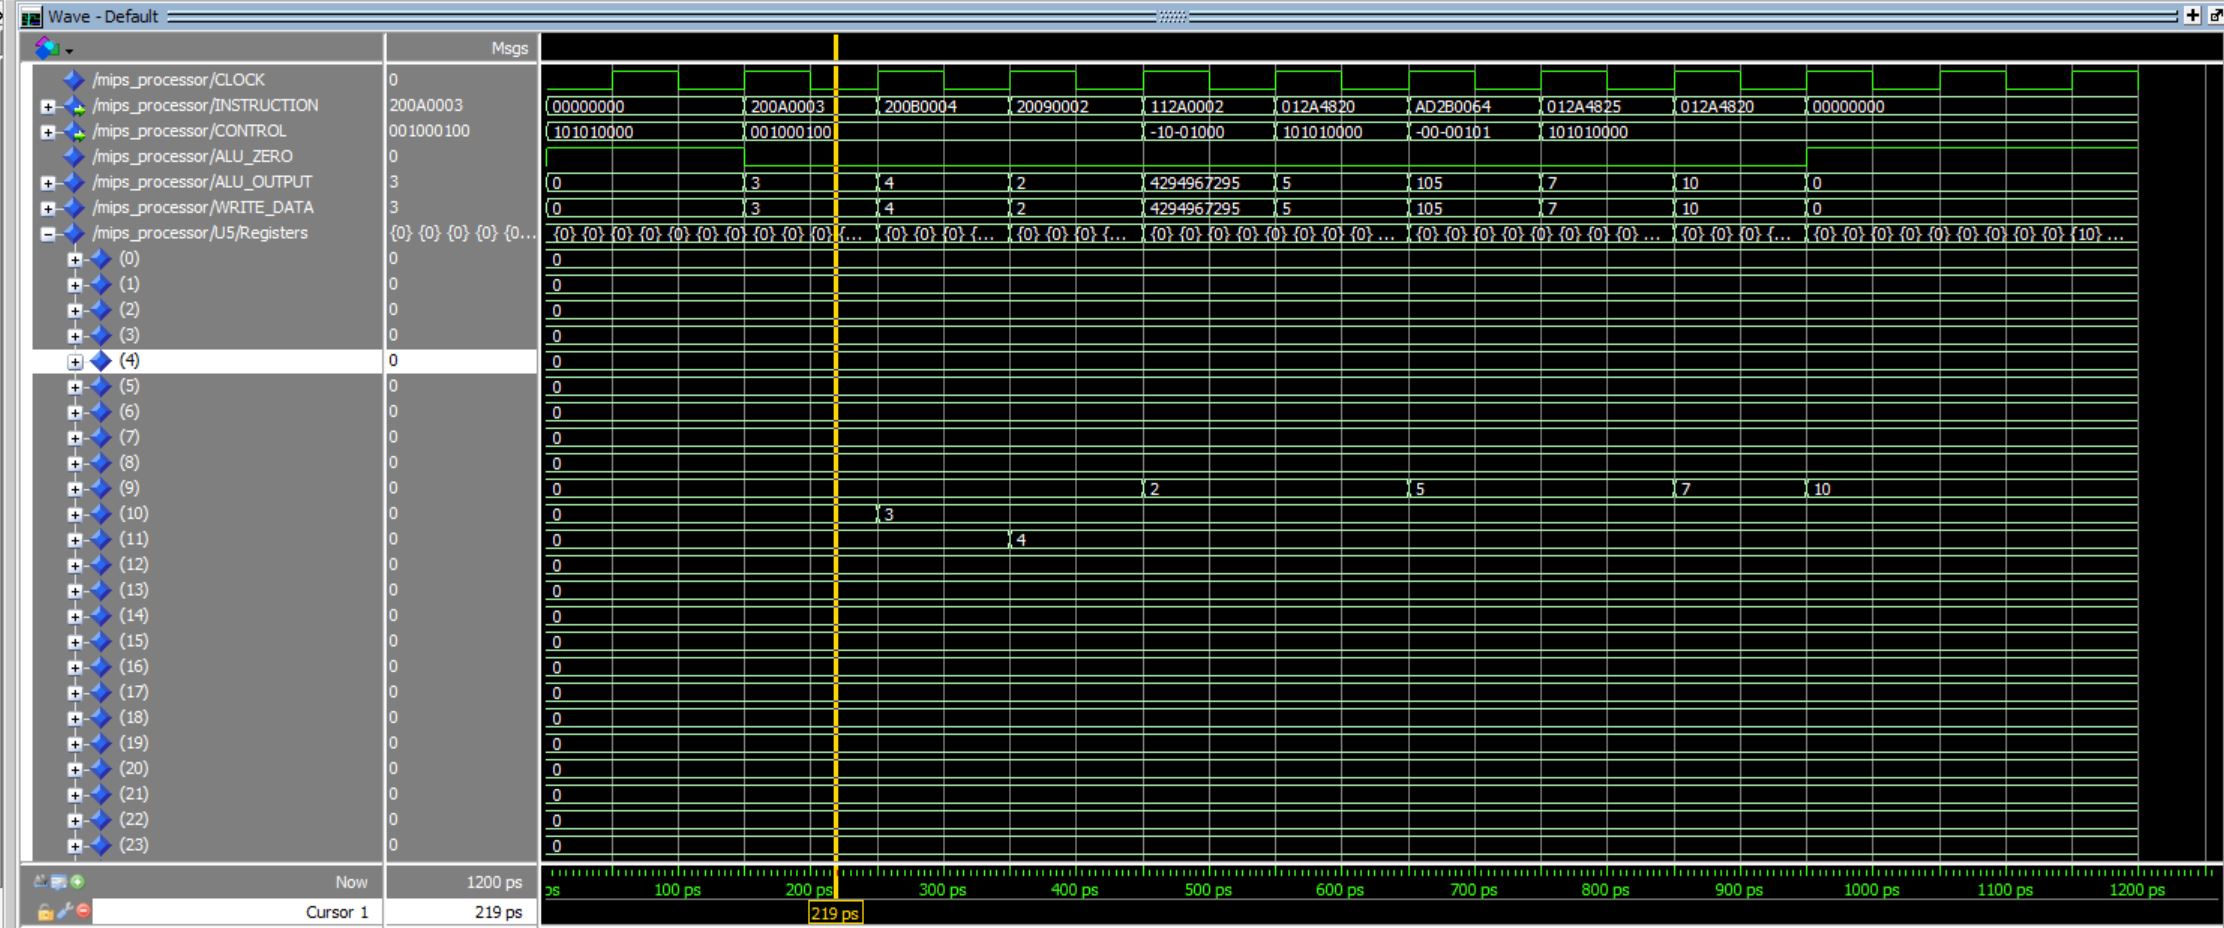 Wave - Default
Msgs
/mips_processor/CLOCK 0
/mips_processor/INSTRUCTION 200A0003 00000000 200A0003 200B0004 20090002 112A0002 012A4820 AD2B0064 012A4825 012A4820 00000000
/mips_processor/CONTROL 001000100 101010000 001000100 -10-01000 101010000 -00-00101 101010000
/mips_processor/ALU_ZERO 0
/mips_processor/ALU_OUTPUT 3 0 3 4 2 4294967295 5 105 7 10 0
/mips_processor/WRITE_DATA 3 0 3 4 2 4294967295 5 105 7 10 0
/mips_processor/U5/Registers {0} {0} {0} {0} {0... {0} {0} {0} {0} {0} {0} {0} {0} {0} {0} {... {0} {0} {0} {... {0} {0} {0} {... {0} {0} {0} {0} {0} {0} {0} {0} ... {0} {0} {0} {0} {0} {0} {0} {0} ... {0} {0} {0} {... {0} {0} {0} {0} {0} {0} {0} {0} {0} {10} ...
(0) 0 0
(1) 0 0
(2) 0 0
(3) 0 0
(4) 0 0
(5) 0 0
(6) 0 0
(7) 0 0
(8) 0 0
(9) 0 0 2 5 7 10
(10) 0 0 3
(11) 0 0 4
(12) 0 0
(13) 0 0
(14) 0 0
(15) 0 0
(16) 0 0
(17) 0 0
(18) 0 0
(19) 0 0
(20) 0 0
(21) 0 0
(22) 0 0
(23) 0 0
Now 1200 ps ps 100 ps 200 ps 300 ps 400 ps 500 ps 600 ps 700 ps 800 ps 900 ps 1000 ps 1100 ps 1200 ps
Cursor 1 219 ps 219 ps